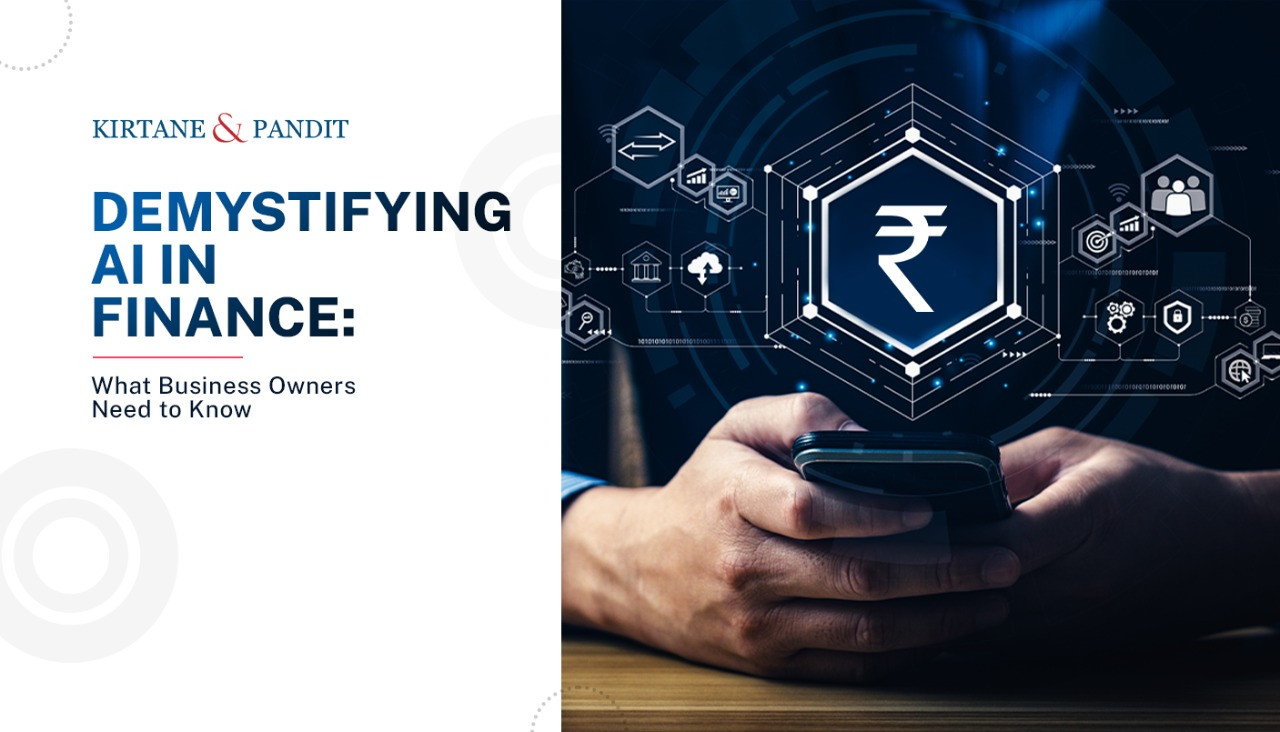 KIRTANE & PANDIT
DEMYSTIFYING
AI IN
FINANCE:
What Business Owners
Need to Know
₹